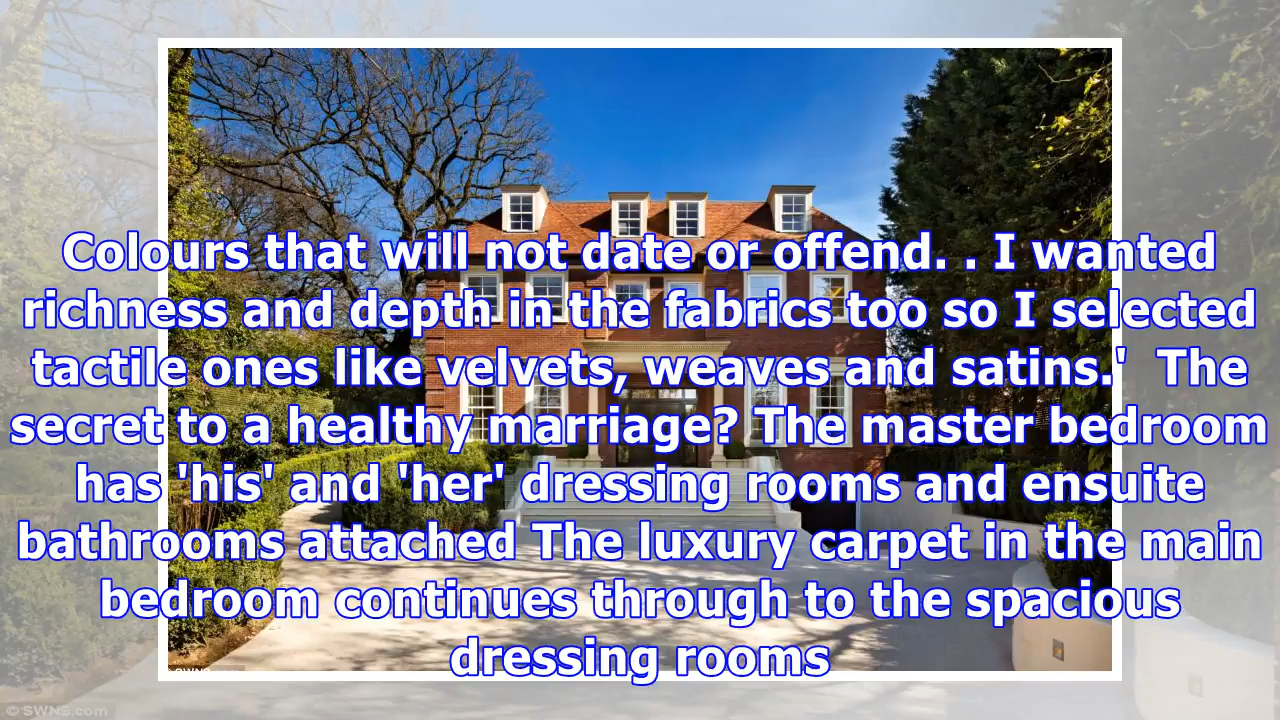 Colours that will not date or offend. . I wanted
richness and depth in the fabrics too so I selected
tactile ones like velvets, weaves and satins.'  The
secret to a healthy marriage? The master bedroom
has 'his' and 'her' dressing rooms and ensuite
bathrooms attached The luxury carpet in the main
bedroom continues through to the spacious
dressing rooms
© SWNS.com